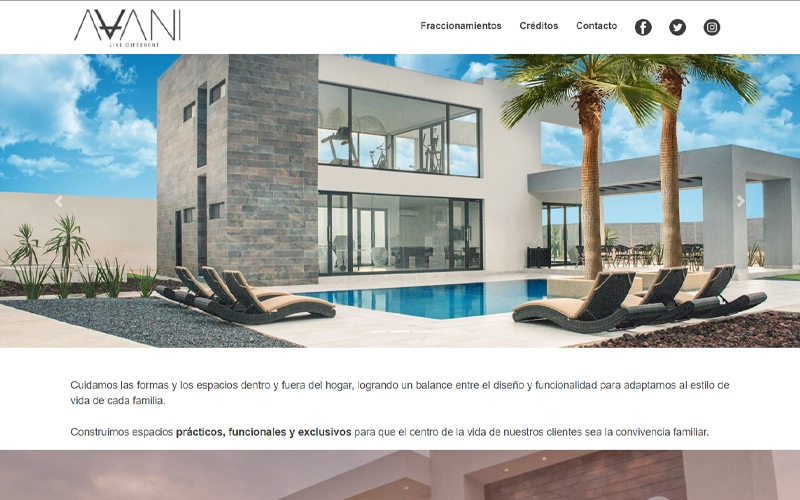 AVANI
LIVE DIFFERENT
Fraccionamientos Créditos Contacto
Cuidamos las formas y los espacios dentro y fuera del hogar, logrando un balance entre el diseño y funcionalidad para adaptarnos al estilo de
vida de cada familia.
Construimos espacios prácticos, funcionales y exclusivos para que el centro de la vida de nuestros clientes sea la convivencia familiar.